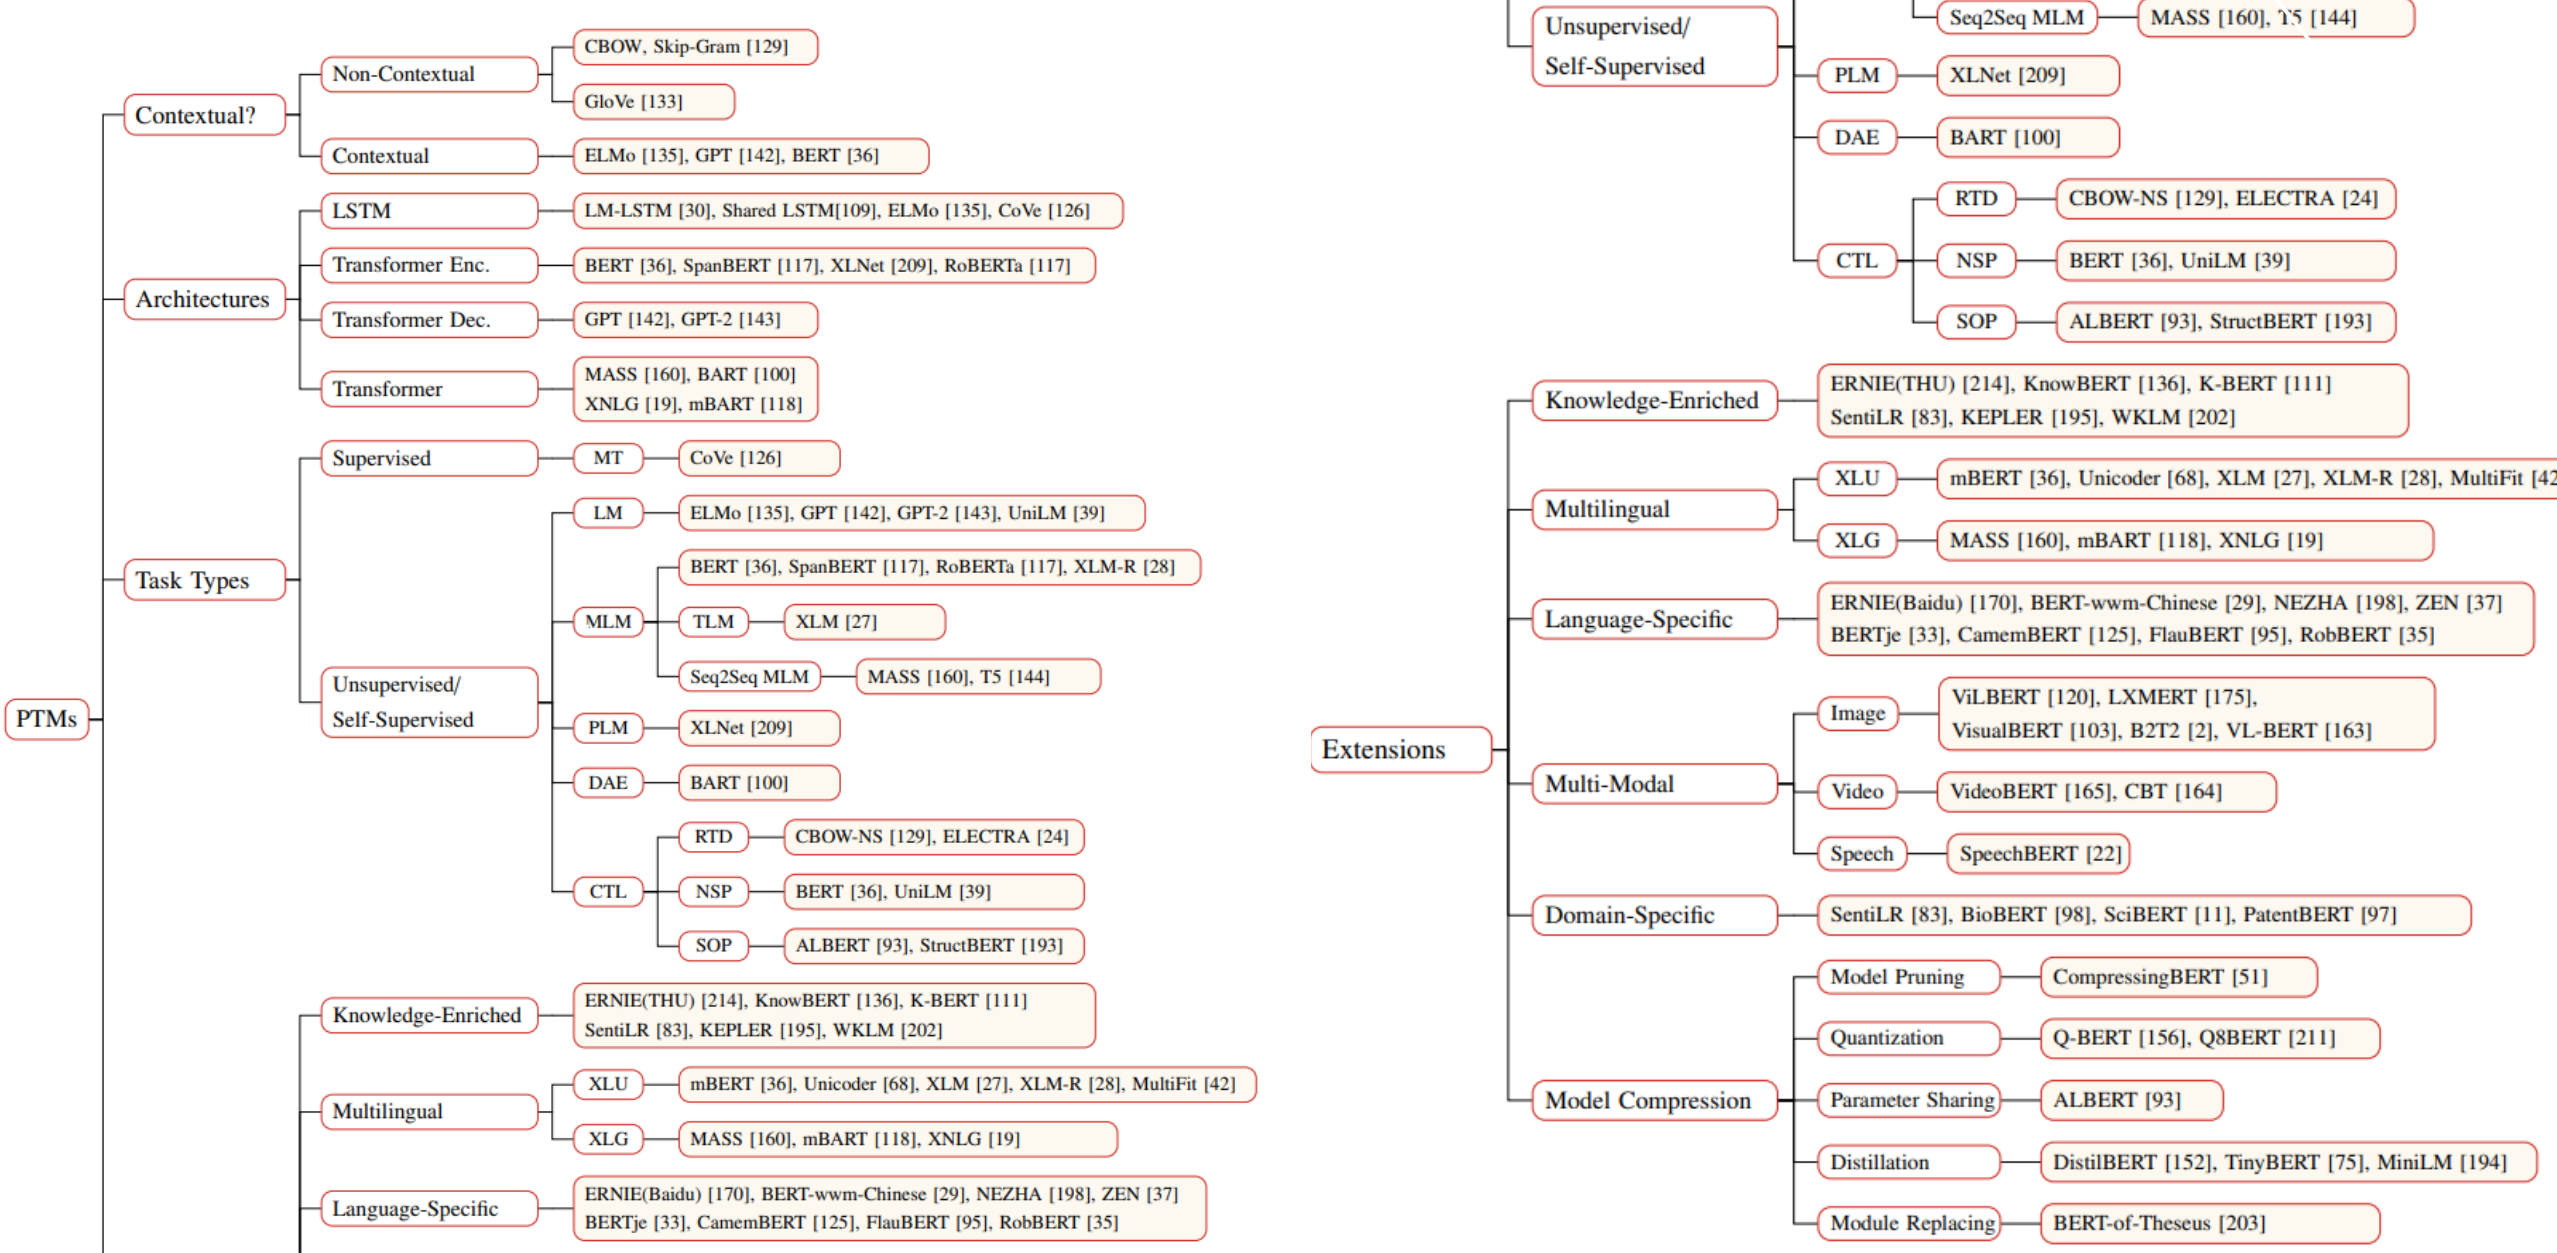 PTMs
Contextual?
Non-Contextual
CBOW, Skip-Gram [129]
GloVe [133]
Contextual
ELMo [135], GPT [142], BERT [36]
Architectures
LSTM
LM-LSTM [30], Shared LSTM[109], ELMo [135], CoVe [126]
Transformer Enc.
BERT [36], SpanBERT [117], XLNet [209], RoBERTa [117]
Transformer Dec.
GPT [142], GPT-2 [143]
Transformer
MASS [160], BART [100]
XNLG [19], mBART [118]
Task Types
Supervised
MT
CoVe [126]
Unsupervised/
Self-Supervised
LM
ELMo [135], GPT [142], GPT-2 [143], UniLM [39]
MLM
BERT [36], SpanBERT [117], RoBERTa [117], XLM-R [28]
TLM
XLM [27]
Seq2Seq MLM
MASS [160], T5 [144]
PLM
XLNet [209]
DAE
BART [100]
CTL
RTD
CBOW-NS [129], ELECTRA [24]
NSP
BERT [36], UniLM [39]
SOP
ALBERT [93], StructBERT [193]
Knowledge-Enriched
ERNIE(THU) [214], KnowBERT [136], K-BERT [111]
SentiLR [83], KEPLER [195], WKLM [202]
Multilingual
XLU
mBERT [36], Unicoder [68], XLM [27], XLM-R [28], MultiFit [42]
XLG
MASS [160], mBART [118], XNLG [19]
Language-Specific
ERNIE(Baidu) [170], BERT-wwm-Chinese [29], NEZHA [198], ZEN [37]
BERTje [33], CamemBERT [125], FlauBERT [95], RobBERT [35]
Unsupervised/
Self-Supervised
Seq2Seq MLM
MASS [160], T5 [144]
PLM
XLNet [209]
DAE
BART [100]
CTL
RTD
CBOW-NS [129], ELECTRA [24]
NSP
BERT [36], UniLM [39]
SOP
ALBERT [93], StructBERT [193]
Extensions
Knowledge-Enriched
ERNIE(THU) [214], KnowBERT [136], K-BERT [111]
SentiLR [83], KEPLER [195], WKLM [202]
Multilingual
XLU
mBERT [36], Unicoder [68], XLM [27], XLM-R [28], MultiFit [42
XLG
MASS [160], mBART [118], XNLG [19]
Language-Specific
ERNIE(Baidu) [170], BERT-wwm-Chinese [29], NEZHA [198], ZEN [37]
BERTje [33], CamemBERT [125], FlauBERT [95], RobBERT [35]
Multi-Modal
Image
ViLBERT [120], LXMERT [175],
VisualBERT [103], B2T2 [2], VL-BERT [163]
Video
VideoBERT [165], CBT [164]
Speech
SpeechBERT [22]
Domain-Specific
SentiLR [83], BioBERT [98], SciBERT [11], PatentBERT [97]
Model Compression
Model Pruning
CompressingBERT [51]
Quantization
Q-BERT [156], Q8BERT [211]
Parameter Sharing
ALBERT [93]
Distillation
DistilBERT [152], TinyBERT [75], MiniLM [194]
Module Replacing
BERT-of-Theseus [203]